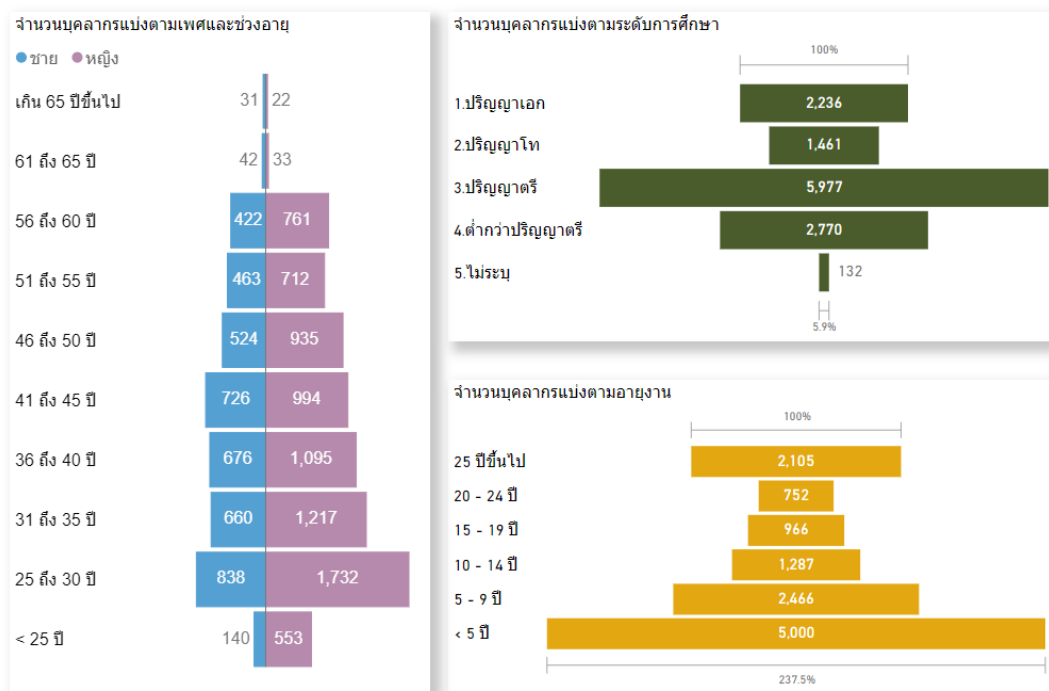 จำนวนบุคลากรแบ่งตามเพศและช่วงอายุ
ชาย หญิง
เกิน 65 ปีขึ้นไป 31 22
61 ถึง 65 ปี 42 33
56 ถึง 60 ปี 422 761
51 ถึง 55 ปี 463 712
46 ถึง 50 ปี 524 935
41 ถึง 45 ปี 726 994
36 ถึง 40 ปี 676 1,095
31 ถึง 35 ปี 660 1,217
25 ถึง 30 ปี 838 1,732
< 25 ปี 140 553
จำนวนบุคลากรแบ่งตามระดับการศึกษา
100%
1.ปริญญาเอก 2,236
2.ปริญญาโท 1,461
3.ปริญญาตรี 5,977
4.ต่ำกว่าปริญญาตรี 2,770
5.ไม่ระบุ 132
5.9%
จำนวนบุคลากรแบ่งตามอายุงาน
100%
25 ปีขึ้นไป 2,105
20 - 24 ปี 752
15 - 19 ปี 966
10 - 14 ปี 1,287
5 - 9 ปี 2,466
< 5 ปี 5,000
237.5%